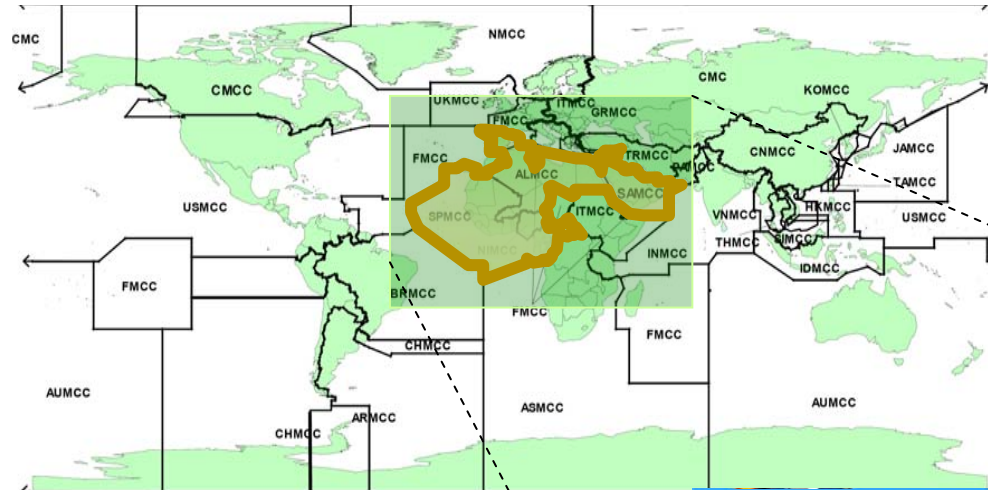 NMCC
CMC
CMC
CMCC
KOMCC
UKMCC
ITMCC
GRMCC
FMCC
JAMCC
CNMCC
FMCC
TRMCC
PAMCC
ALMCC
TAMCC
SAMCC
USMCC
SPMCC
ITMCC
VNMCC
HKMCC
USMCC
NIMCC
INMCC
THMCC
SIMCC
IDMCC
FMCC
BRMCC
FMCC
FMCC
CHMCC
AUMCC
ASMCC
AUMCC
ARMCC
CHMCC